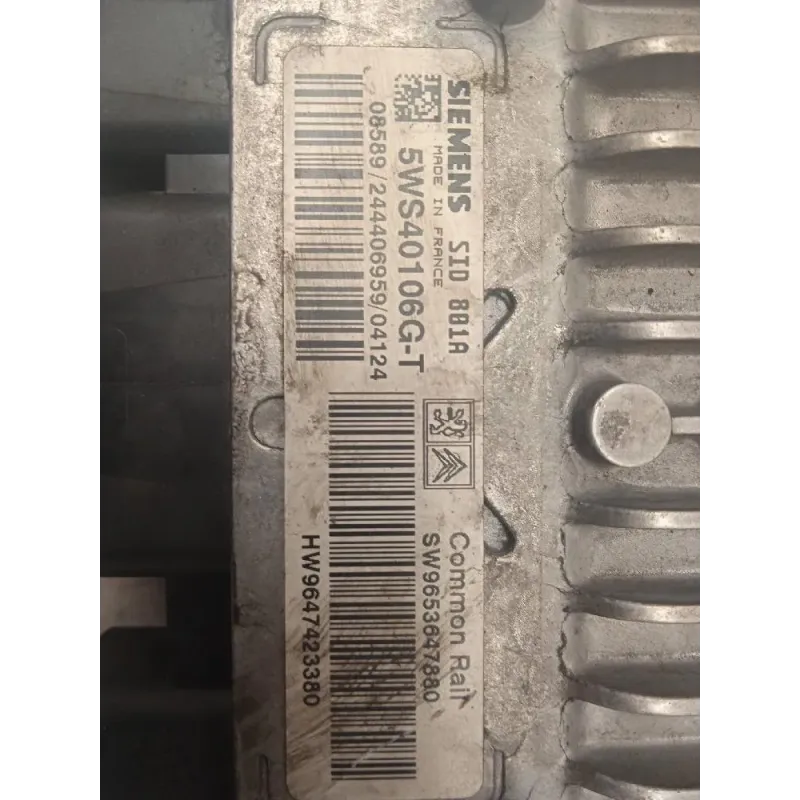 SIEMENS SID 801A
MADE IN FRANCE
5WS40106G-T
08589/244406959/04124
Common Rail
SW9653647880
HW9647423380